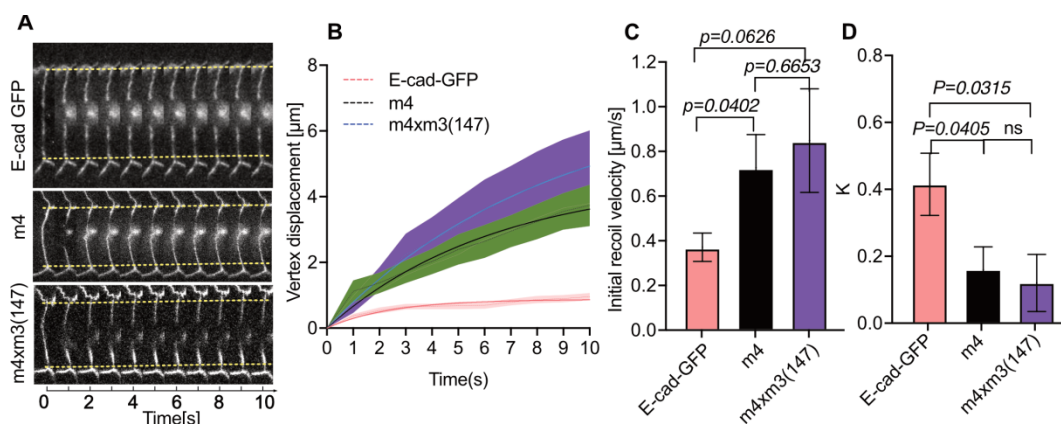 A
E-cad GFP
m4
m4xm3(147)
0 2 4 6 8 10
Time[s]
B
E-cad-GFP
m4
m4xm3(147)
Vertex displacement [μm]
8
6
4
2
0
0 1 2 3 4 5 6 7 8 9 10
Time(s)
C
p=0.0626
p=0.6653
p=0.0402
Initial recoil velocity [μm/s]
1.2
1.0
0.8
0.6
0.4
0.2
0.0
E-cad-GFP
m4
m4xm3(147)
D
P=0.0315
P=0.0405 ns
K
0.8
0.6
0.4
0.2
0.0
E-cad-GFP
m4
m4xm3(147)